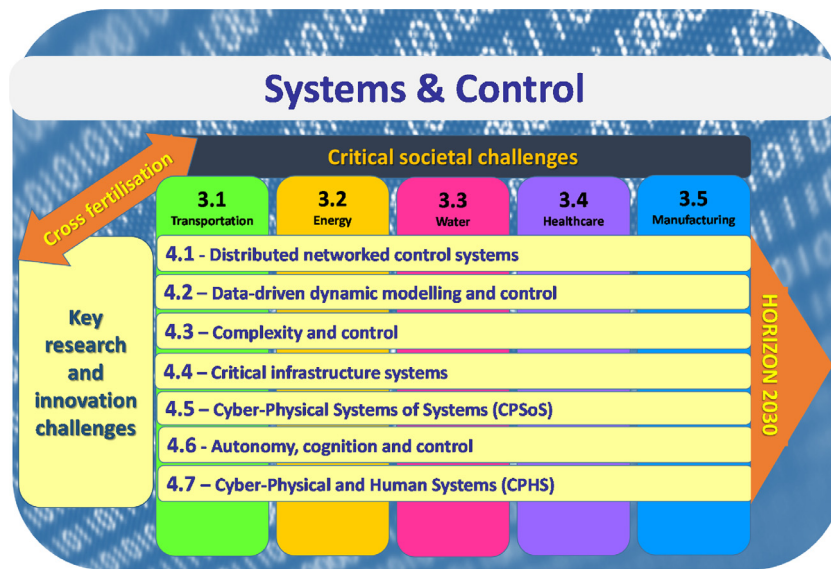 Systems & Control
Critical societal challenges
Cross fertilisation
3.1
Transportation
3.2
Energy
3.3
Water
3.4
Healthcare
3.5
Manufacturing
Key
research
and
innovation
challenges
4.1 - Distributed networked control systems
4.2 – Data-driven dynamic modelling and control
4.3 – Complexity and control
4.4 – Critical infrastructure systems
4.5 – Cyber-Physical Systems of Systems (CPSoS)
4.6 - Autonomy, cognition and control
4.7 – Cyber-Physical and Human Systems (CPHS)
HORIZON 2030